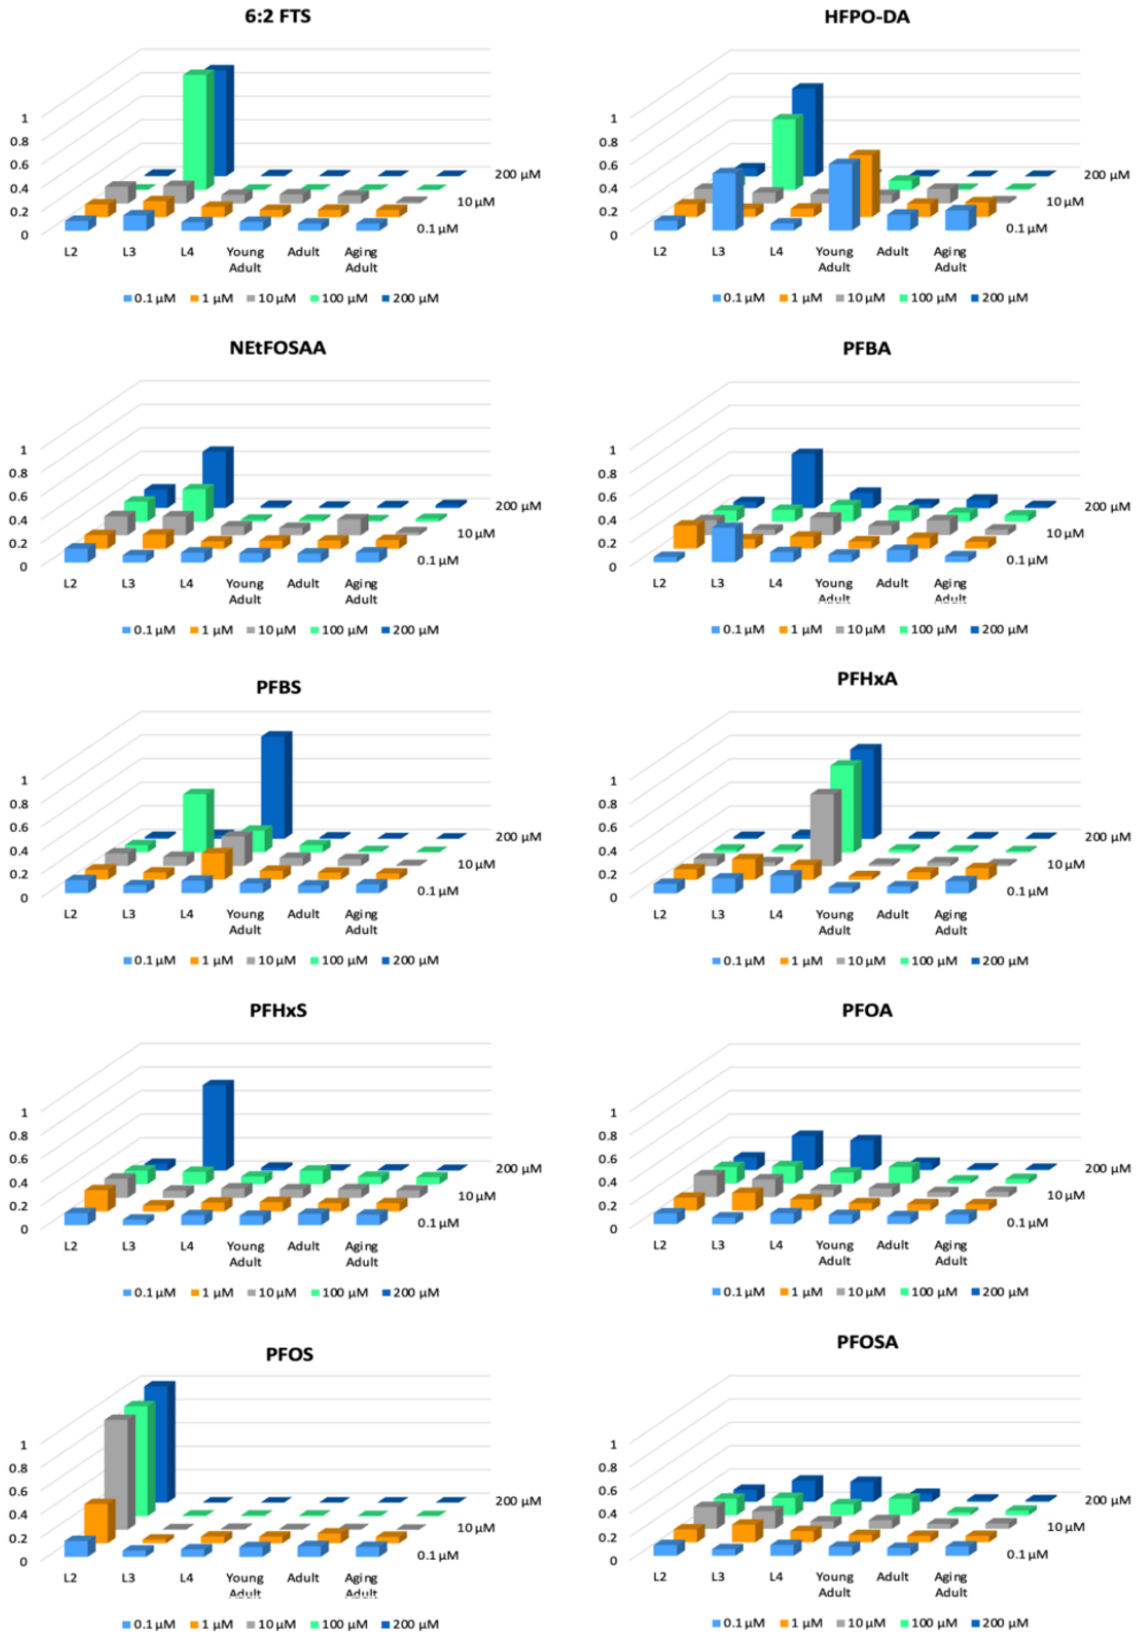 6:2 FTS
1
0.8
0.6
0.4
0.2
0
200 µM
10 µM
0.1 µM
L2 L3 L4 Young Adult Aging
Adult Adult
0.1 µM 1 µM 10 µM 100 µM 200 µM
HFPO-DA
1
0.8
0.6
0.4
0.2
0
200 µM
10 µM
0.1 µM
L2 L3 L4 Young Adult Aging
Adult Adult
0.1 µM 1 µM 10 µM 100 µM 200 µM
NEtFOSAA
1
0.8
0.6
0.4
0.2
0
200 µM
10 µM
0.1 µM
L2 L3 L4 Young Adult Aging
Adult Adult
0.1 µM 1 µM 10 µM 100 µM 200 µM
PFBA
1
0.8
0.6
0.4
0.2
0
200 µM
10 µM
0.1 µM
L2 L3 L4 Young Adult Aging
Adult Adult
0.1 µM 1 µM 10 µM 100 µM 200 µM
PFBS
1
0.8
0.6
0.4
0.2
0
200 µM
10 µM
0.1 µM
L2 L3 L4 Young Adult Aging
Adult Adult
0.1 µM 1 µM 10 µM 100 µM 200 µM
PFHxA
1
0.8
0.6
0.4
0.2
0
200 µM
10 µM
0.1 µM
L2 L3 L4 Young Adult Aging
Adult Adult
0.1 µM 1 µM 10 µM 100 µM 200 µM
PFHxS
1
0.8
0.6
0.4
0.2
0
200 µM
10 µM
0.1 µM
L2 L3 L4 Young Adult Aging
Adult Adult
0.1 µM 1 µM 10 µM 100 µM 200 µM
PFOA
1
0.8
0.6
0.4
0.2
0
200 µM
10 µM
0.1 µM
L2 L3 L4 Young Adult Aging
Adult Adult
0.1 µM 1 µM 10 µM 100 µM 200 µM
PFOS
1
0.8
0.6
0.4
0.2
0
200 µM
10 µM
0.1 µM
L2 L3 L4 Young Adult Aging
Adult Adult
0.1 µM 1 µM 10 µM 100 µM 200 µM
PFOSA
1
0.8
0.6
0.4
0.2
0
200 µM
10 µM
0.1 µM
L2 L3 L4 Young Adult Aging
Adult Adult
0.1 µM 1 µM 10 µM 100 µM 200 µM